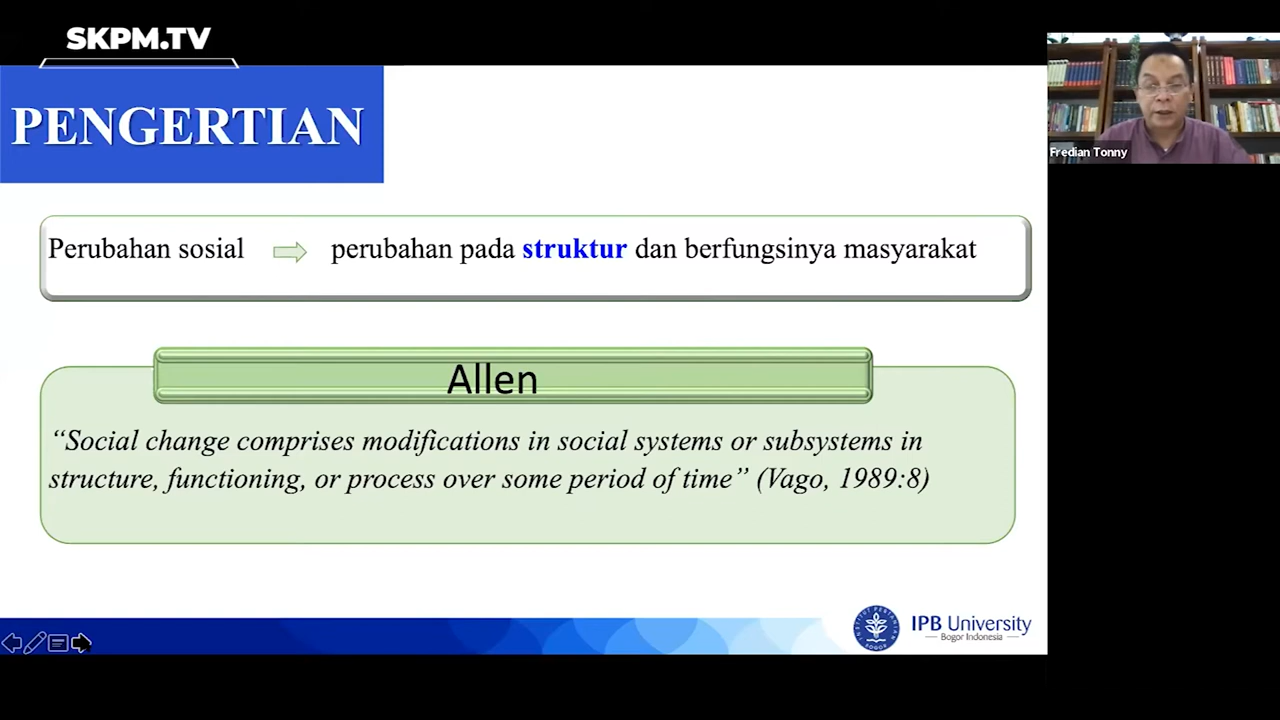 SKPM.TV
PENGERTIAN
Fredian Tonny
Perubahan sosial perubahan pada struktur dan berfungsinya masyarakat
Allen
“Social change comprises modifications in social systems or subsystems in
structure, functioning, or process over some period of time” (Vago, 1989:8)
IPB University
Bogor Indonesia